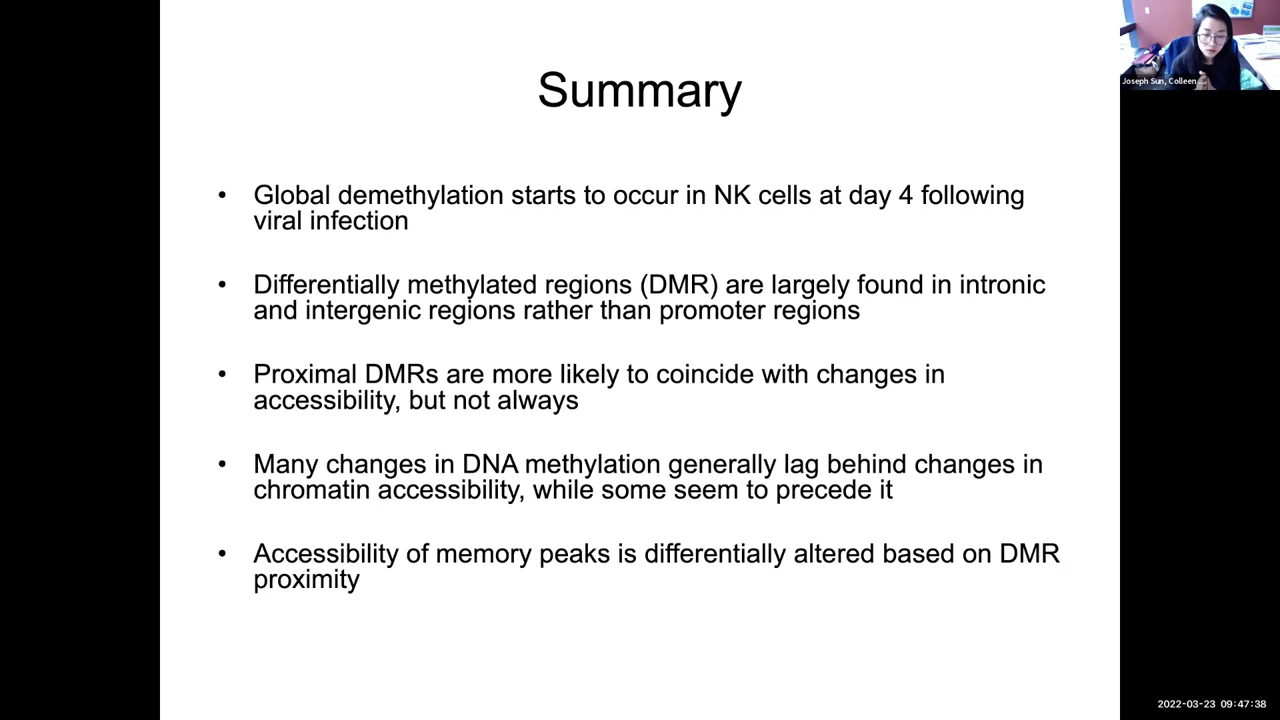 Summary
• Global demethylation starts to occur in NK cells at day 4 following
viral infection
• Differentially methylated regions (DMR) are largely found in intronic
and intergenic regions rather than promoter regions
• Proximal DMRs are more likely to coincide with changes in
accessibility, but not always
• Many changes in DNA methylation generally lag behind changes in
chromatin accessibility, while some seem to precede it
• Accessibility of memory peaks is differentially altered based on DMR
proximity
Joseph Sun, Colleen ...
2022-03-23 09:47:38